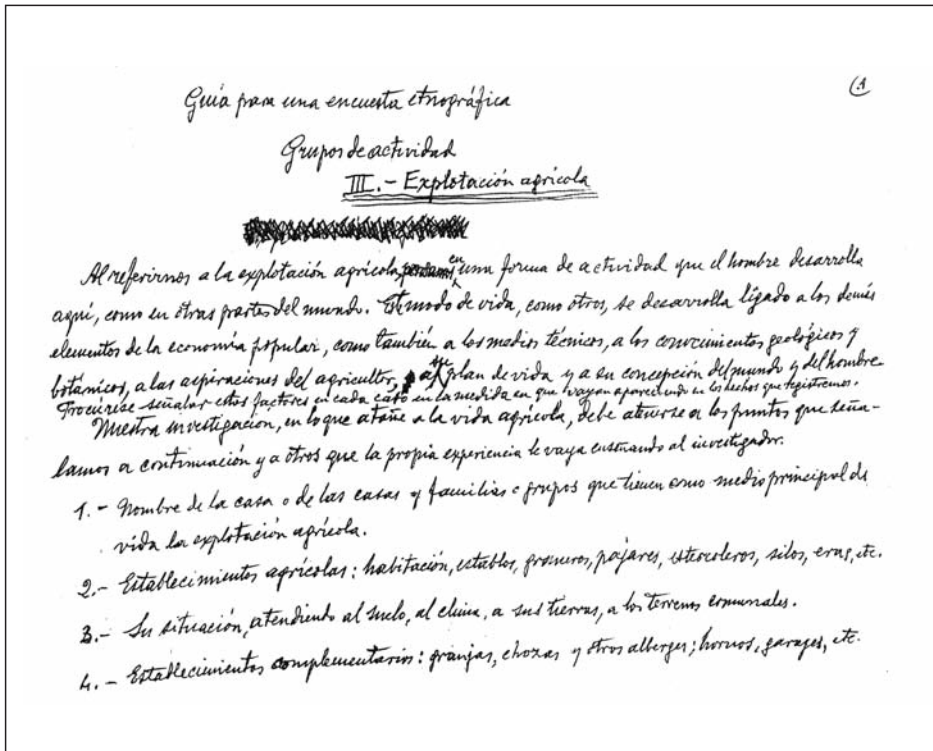 (1
Guía para una encuesta etnográfica
Grupos de actividad
III.- Explotación agrícola
Al referirnos a la explotación agrícola en una forma de actividad que el hombre desarrolla
aquí, como en otras partes del mundo. Este modo de vida, como otros, se desarrolla ligado a los demás
elementos de la economía popular, como también a los medios técnicos, a los conocimientos geológicos y
botánicos, a las aspiraciones del agricultor, a plan de vida y a su concepción del mundo y del hombre.
Procúrese señalar estos factores en cada caso en la medida en que vayan apareciendo en los hechos que registremos.
Nuestra investigación, en lo que atañe a la vida agrícola, debe atenerse a los puntos que seña-
lamos a continuación y a otros que la propia experiencia le vaya enseñando al investigador.
1.- Nombre de la casa o de las casas y familias o grupos que tienen como medio principal de
vida la explotación agrícola.
2.- Establecimientos agrícolas: habitación, establos, graneros, pajares, estercoleros, silos, eras, etc.
3.- Su situación, atendiendo al suelo, al clima, a sus tierras, a los terrenos comunales.
4.- Establecimientos complementarios: granjas, chozas y otros alberges; hornos, garajes, etc.